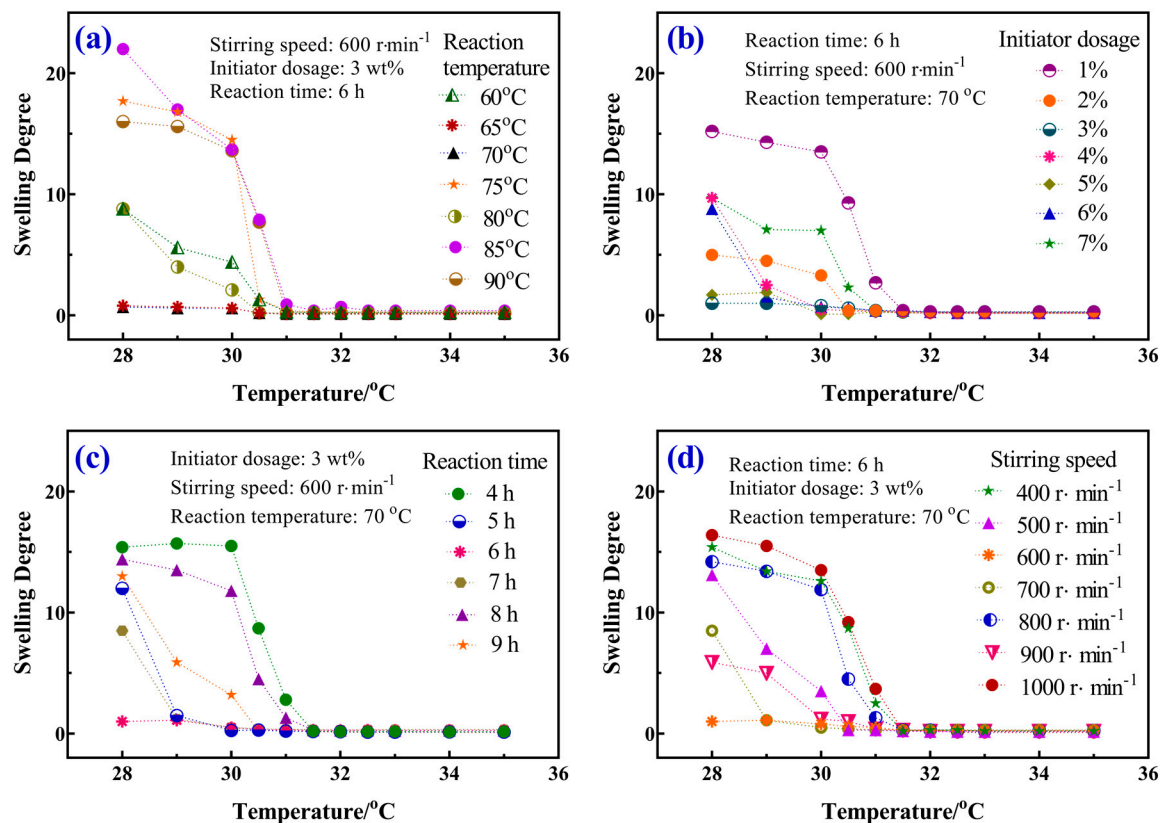 (a)
Stirring speed: 600 r·min⁻¹
Initiator dosage: 3 wt%
Reaction time: 6 h
Reaction
temperature
60°C
65°C
70°C
75°C
80°C
85°C
90°C
Swelling Degree
20
10
0
28
30
32
34
36
Temperature/°C
(b)
Reaction time: 6 h
Stirring speed: 600 r·min⁻¹
Reaction temperature: 70 °C
Initiator dosage
1%
2%
3%
4%
5%
6%
7%
Swelling Degree
20
10
0
28
30
32
34
36
Temperature/°C
(c)
Initiator dosage: 3 wt%
Stirring speed: 600 r·min⁻¹
Reaction temperature: 70 °C
Reaction time
4 h
5 h
6 h
7 h
8 h
9 h
Swelling Degree
20
10
0
28
30
32
34
36
Temperature/°C
(d)
Reaction time: 6 h
Initiator dosage: 3 wt%
Reaction temperature: 70 °C
Stirring speed
400 r· min⁻¹
500 r· min⁻¹
600 r· min⁻¹
700 r· min⁻¹
800 r· min⁻¹
900 r· min⁻¹
1000 r· min⁻¹
Swelling Degree
20
10
0
28
30
32
34
36
Temperature/°C